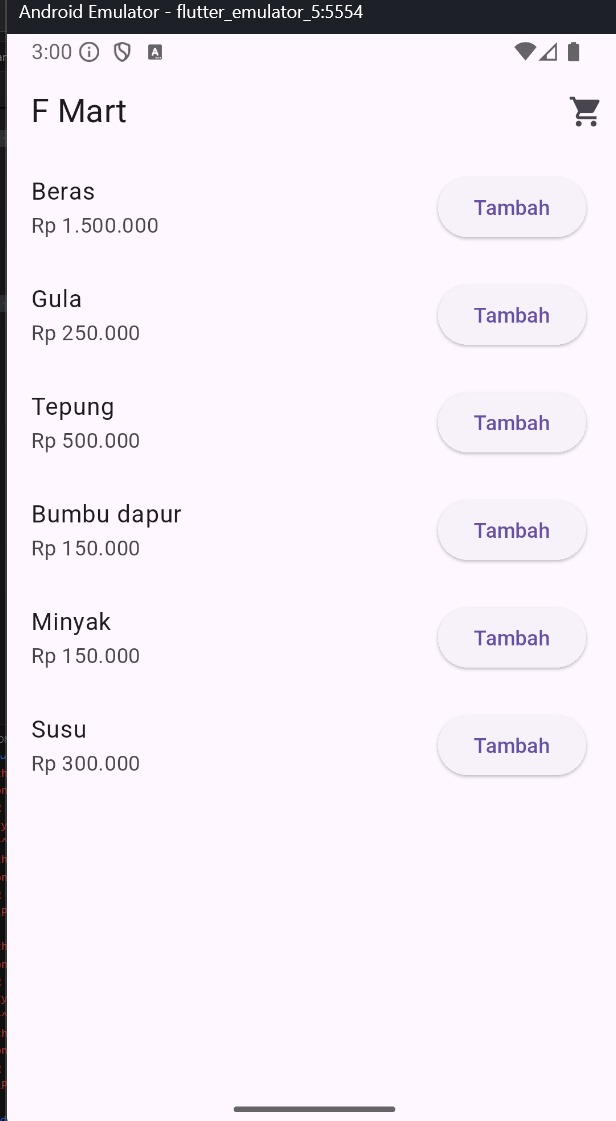 Android Emulator - flutter_emulator_5:5554
3:00
A
F Mart
Beras
Tambah
Rp 1.500.000
Gula
Tambah
Rp 250.000
Tepung
Tambah
Rp 500.000
Bumbu dapur
Tambah
Rp 150.000
Minyak
Tambah
Rp 150.000
Susu
Tambah
Rp 300.000